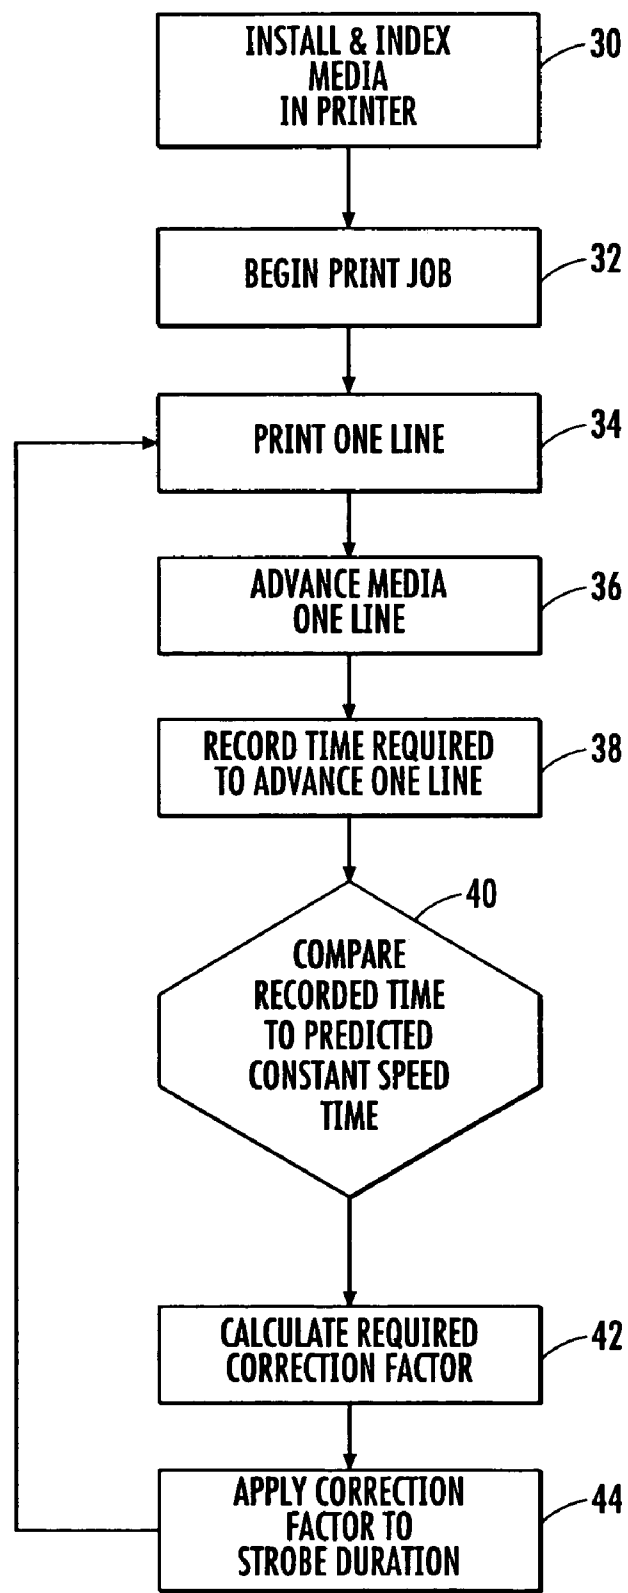 INSTALL & INDEX
MEDIA
IN PRINTER
30
BEGIN PRINT JOB
32
PRINT ONE LINE
34
ADVANCE MEDIA
ONE LINE
36
RECORD TIME REQUIRED
TO ADVANCE ONE LINE
38
40
COMPARE
RECORDED TIME
TO PREDICTED
CONSTANT SPEED
TIME
CALCULATE REQUIRED
CORRECTION FACTOR
42
APPLY CORRECTION
FACTOR TO
STROBE DURATION
44